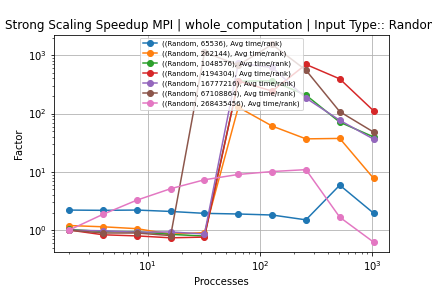 Strong Scaling Speedup MPI | whole_computation | Input Type:: Random
((Random, 65536), Avg time/rank)
((Random, 262144), Avg time/rank)
((Random, 1048576), Avg time/rank)
((Random, 4194304), Avg time/rank)
((Random, 16777216), Avg time/rank)
((Random, 67108864), Avg time/rank)
((Random, 268435456), Avg time/rank)
Factor
10³
10²
10¹
10⁰
10¹ 10² 10³
Proccesses